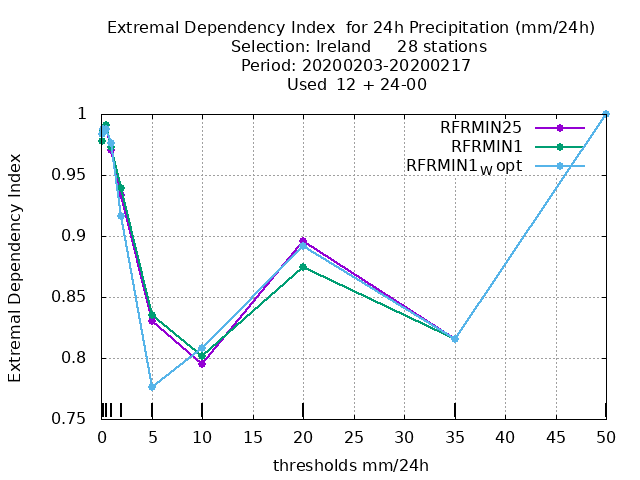 Extremal Dependency Index  for 24h Precipitation (mm/24h)
Selection: Ireland     28 stations
Period: 20200203-20200217
Used  12 + 24-00
RFRMIN25
RFRMIN1
RFRMIN1W opt
Extremal Dependency Index
1
0.95
0.9
0.85
0.8
0.75
0 5 10 15 20 25 30 35 40 45 50
thresholds mm/24h